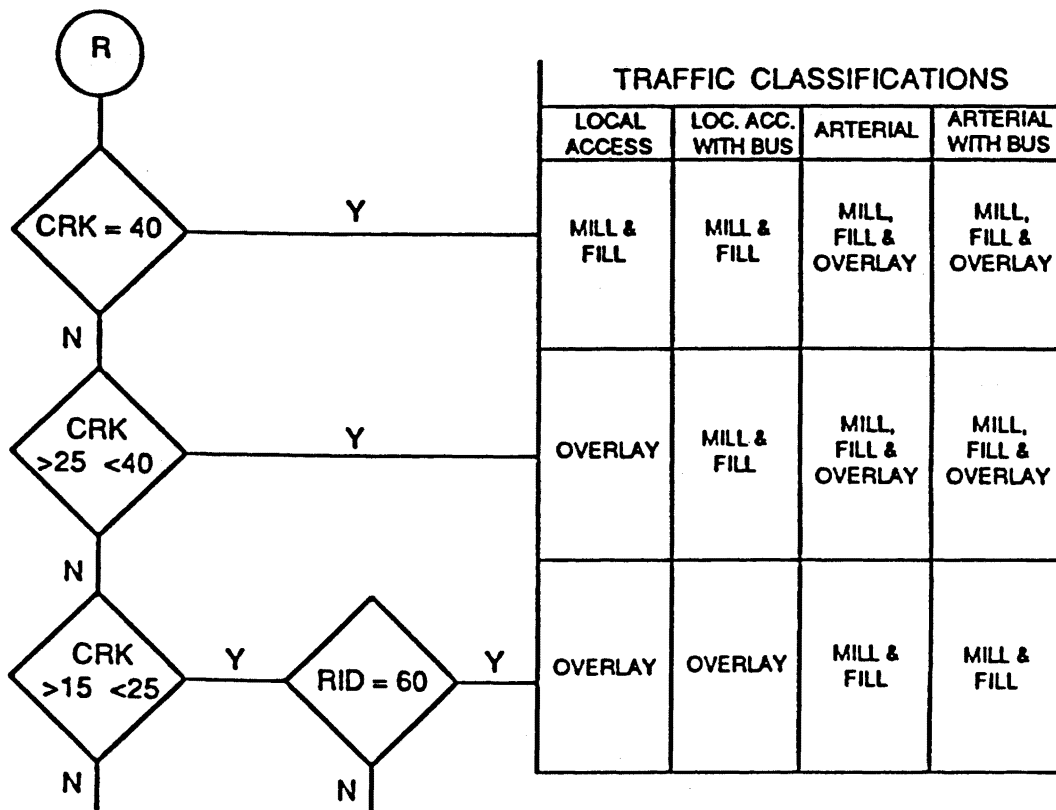 R
TRAFFIC CLASSIFICATIONS
LOCAL ACCESS
LOC. ACC. WITH BUS
ARTERIAL
ARTERIAL WITH BUS
CRK = 40
Y
MILL &
FILL
MILL &
FILL
MILL,
FILL &
OVERLAY
MILL,
FILL &
OVERLAY
N
CRK
>25 <40
Y
OVERLAY
MILL &
FILL
MILL,
FILL &
OVERLAY
MILL,
FILL &
OVERLAY
N
CRK
>15 <25
Y
RID = 60
Y
OVERLAY
OVERLAY
MILL &
FILL
MILL &
FILL
N
N